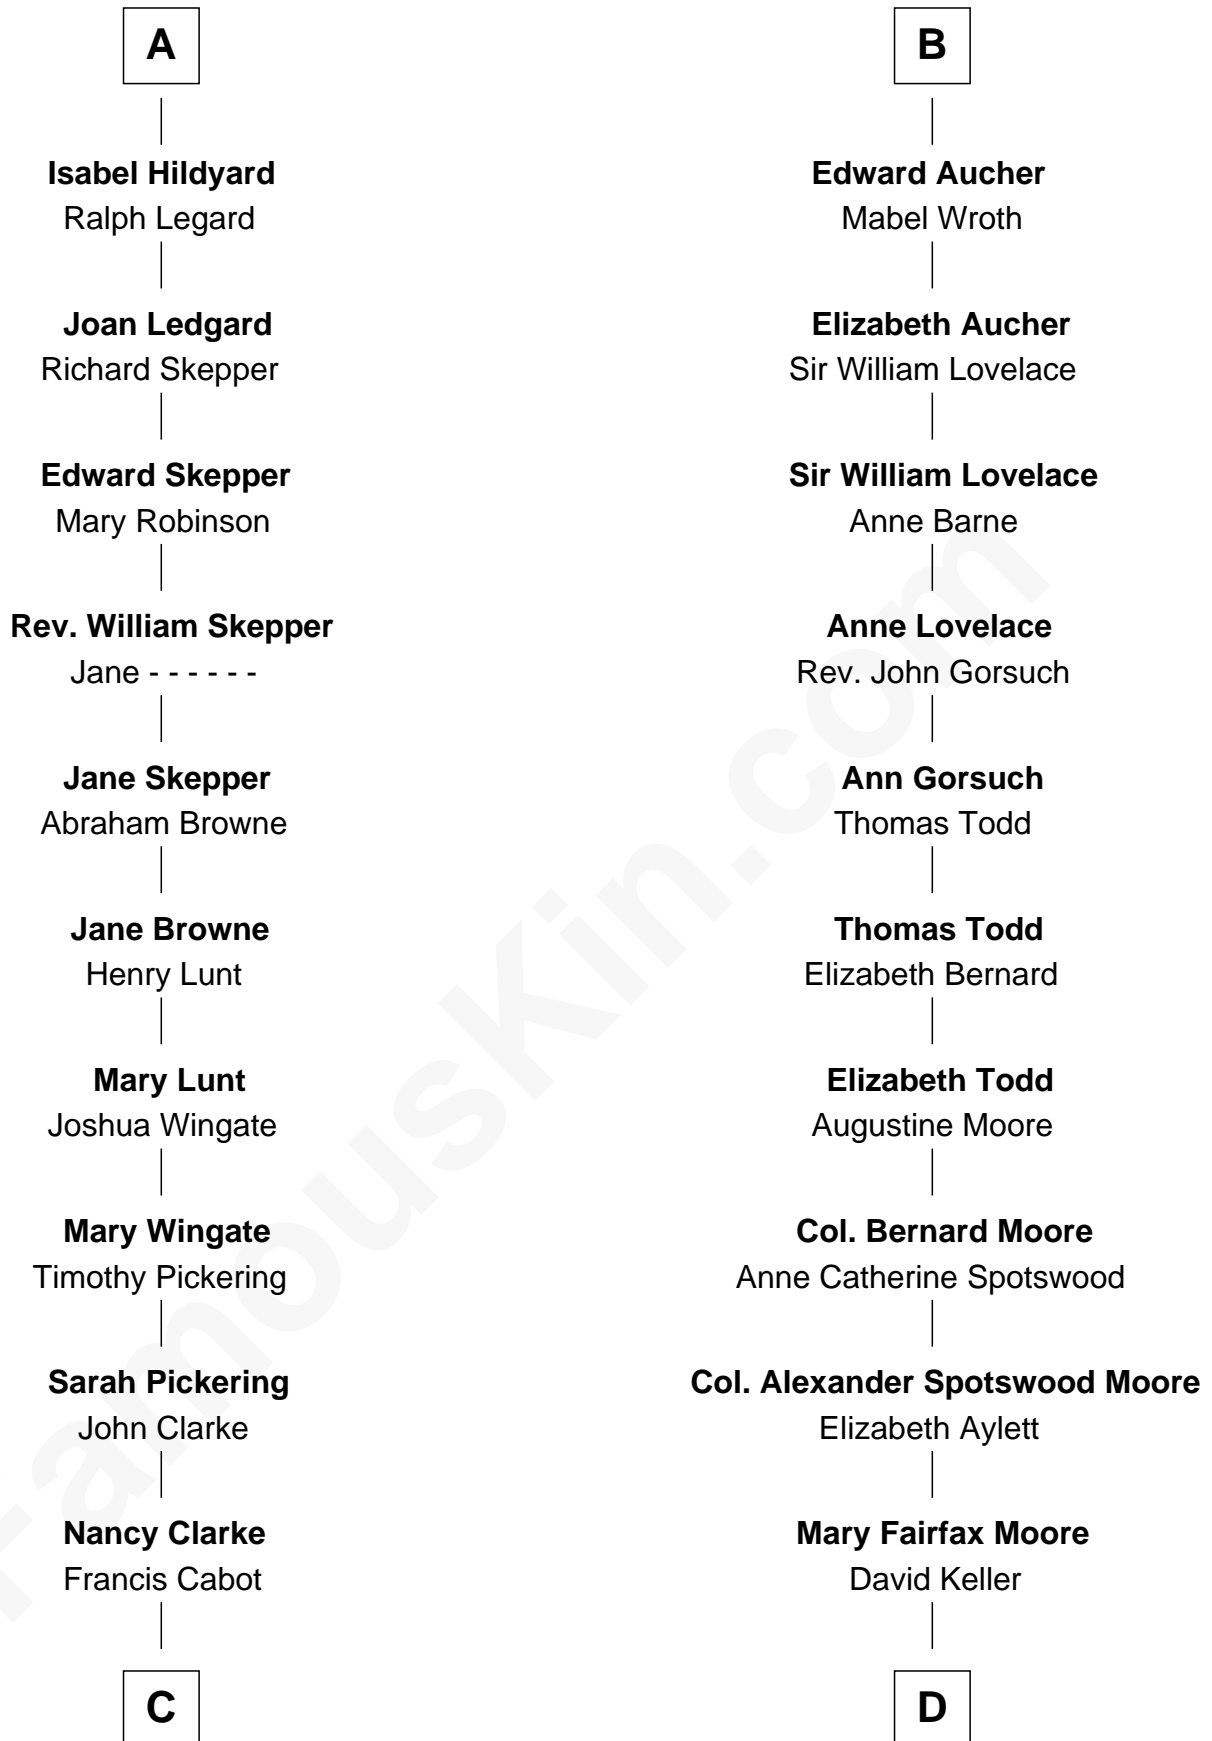 A
Isabel Hildyard
Ralph Legard
Joan Ledgard
Richard Skepper
Edward Skepper
Mary Robinson
Rev. William Skepper
Jane - - - - - -
Jane Skepper
Abraham Browne
Jane Browne
Henry Lunt
Mary Lunt
Joshua Wingate
Mary Wingate
Timothy Pickering
Sarah Pickering
John Clarke
Nancy Clarke
Francis Cabot
C
B
Edward Aucher
Mabel Wroth
Elizabeth Aucher
Sir William Lovelace
Sir William Lovelace
Anne Barne
Anne Lovelace
Rev. John Gorsuch
Ann Gorsuch
Thomas Todd
Thomas Todd
Elizabeth Bernard
Elizabeth Todd
Augustine Moore
Col. Bernard Moore
Anne Catherine Spotswood
Col. Alexander Spotswood Moore
Elizabeth Aylett
Mary Fairfax Moore
David Keller
D
FamousKin.com